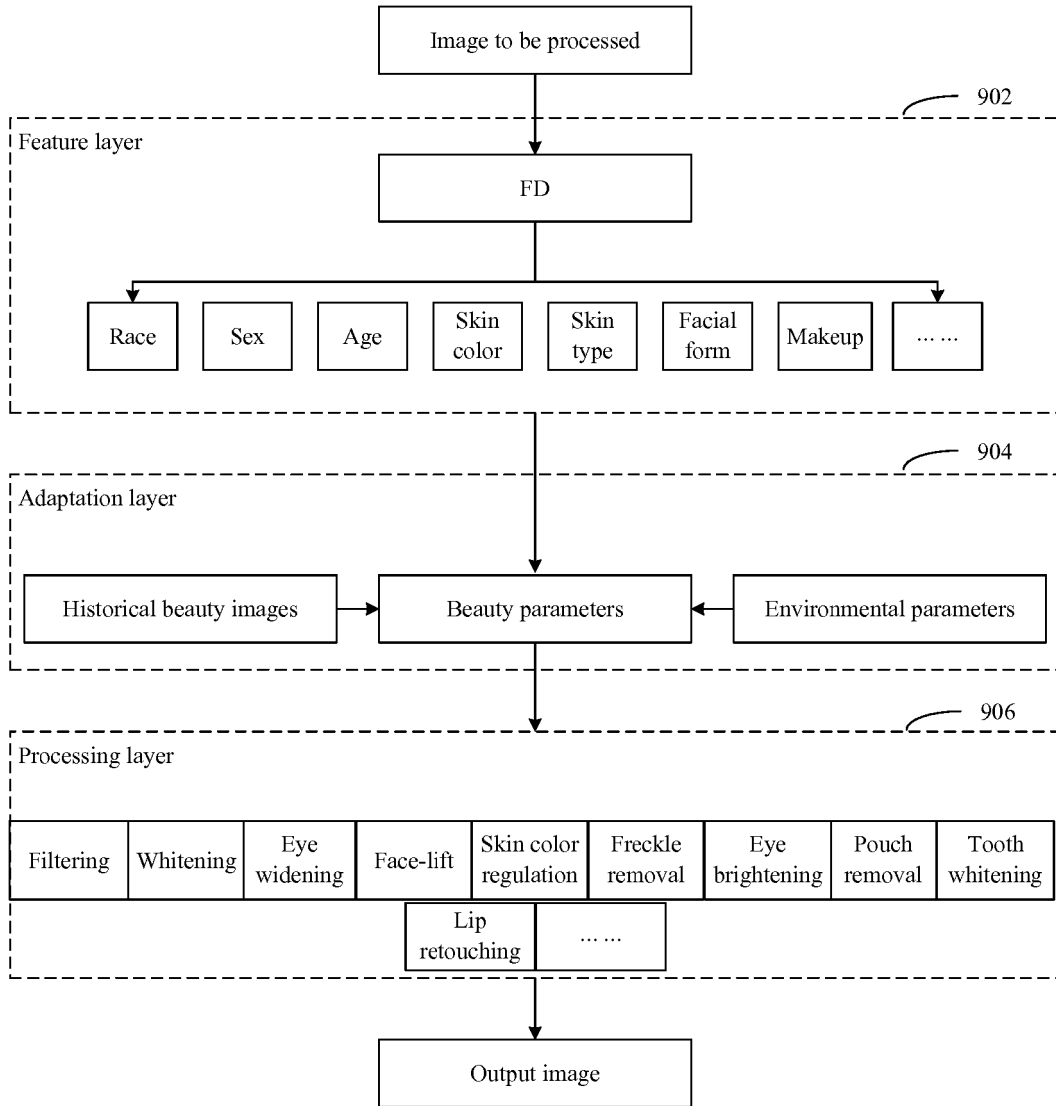 Image to be processed
902
Feature layer
FD
Race
Sex
Age
Skin
color
Skin
type
Facial
form
Makeup
... ...
904
Adaptation layer
Historical beauty images
Beauty parameters
Environmental parameters
906
Processing layer
Filtering
Whitening
Eye
widening
Face-lift
Skin color
regulation
Freckle
removal
Eye
brightening
Pouch
removal
Tooth
whitening
Lip
retouching
... ...
Output image